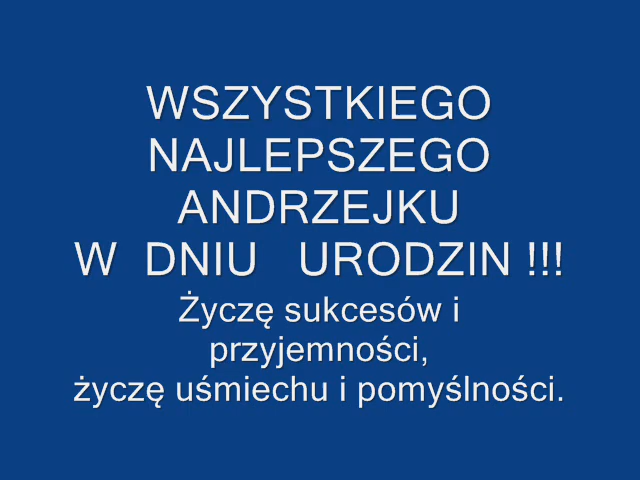 WSZYSTKIEGO
NAJLEPSZEGO
ANDRZEJKU
W DNIU URODZIN !!!
Życzę sukcesów i
przyjemności,
życzę uśmiechu i pomyślności.